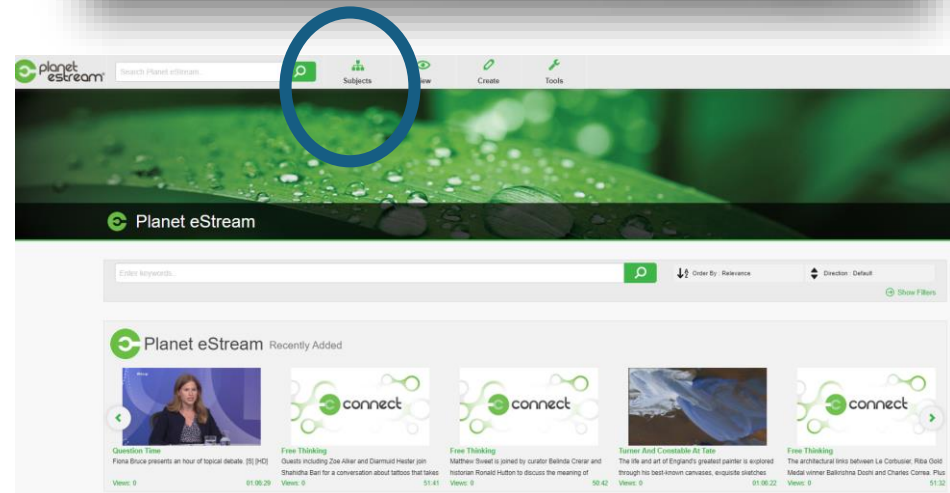 planet estream
Search Planet eStream..
Subjects
View
Create
Tools
Planet eStream
Enter keywords..
Order By : Relevance
Direction : Default
Show Filters
Planet eStream Recently Added
connect
connect
connect
Question Time
Fiona Bruce presents an hour of topical debate. [S] [HD]
Views: 0 01:06:29
Free Thinking
Guests including Zoe Alker and Diarmuid Hester join
Shahidha Bari for a conversation about tattoos that takes
Views: 0 51:41
Free Thinking
Matthew Sweet is joined by curator Belinda Crerar and
historian Ronald Hutton to discuss the meaning of
Views: 0 50:42
Turner And Constable At Tate
The life and art of England's greatest painter is explored
through his best-known canvases, exquisite sketches
Views: 0 01:06:22
Free Thinking
The architectural links between Le Corbusier, Riba Gold
Medal winner Balkrishna Doshi and Charles Correa. Plus
Views: 0 51:32